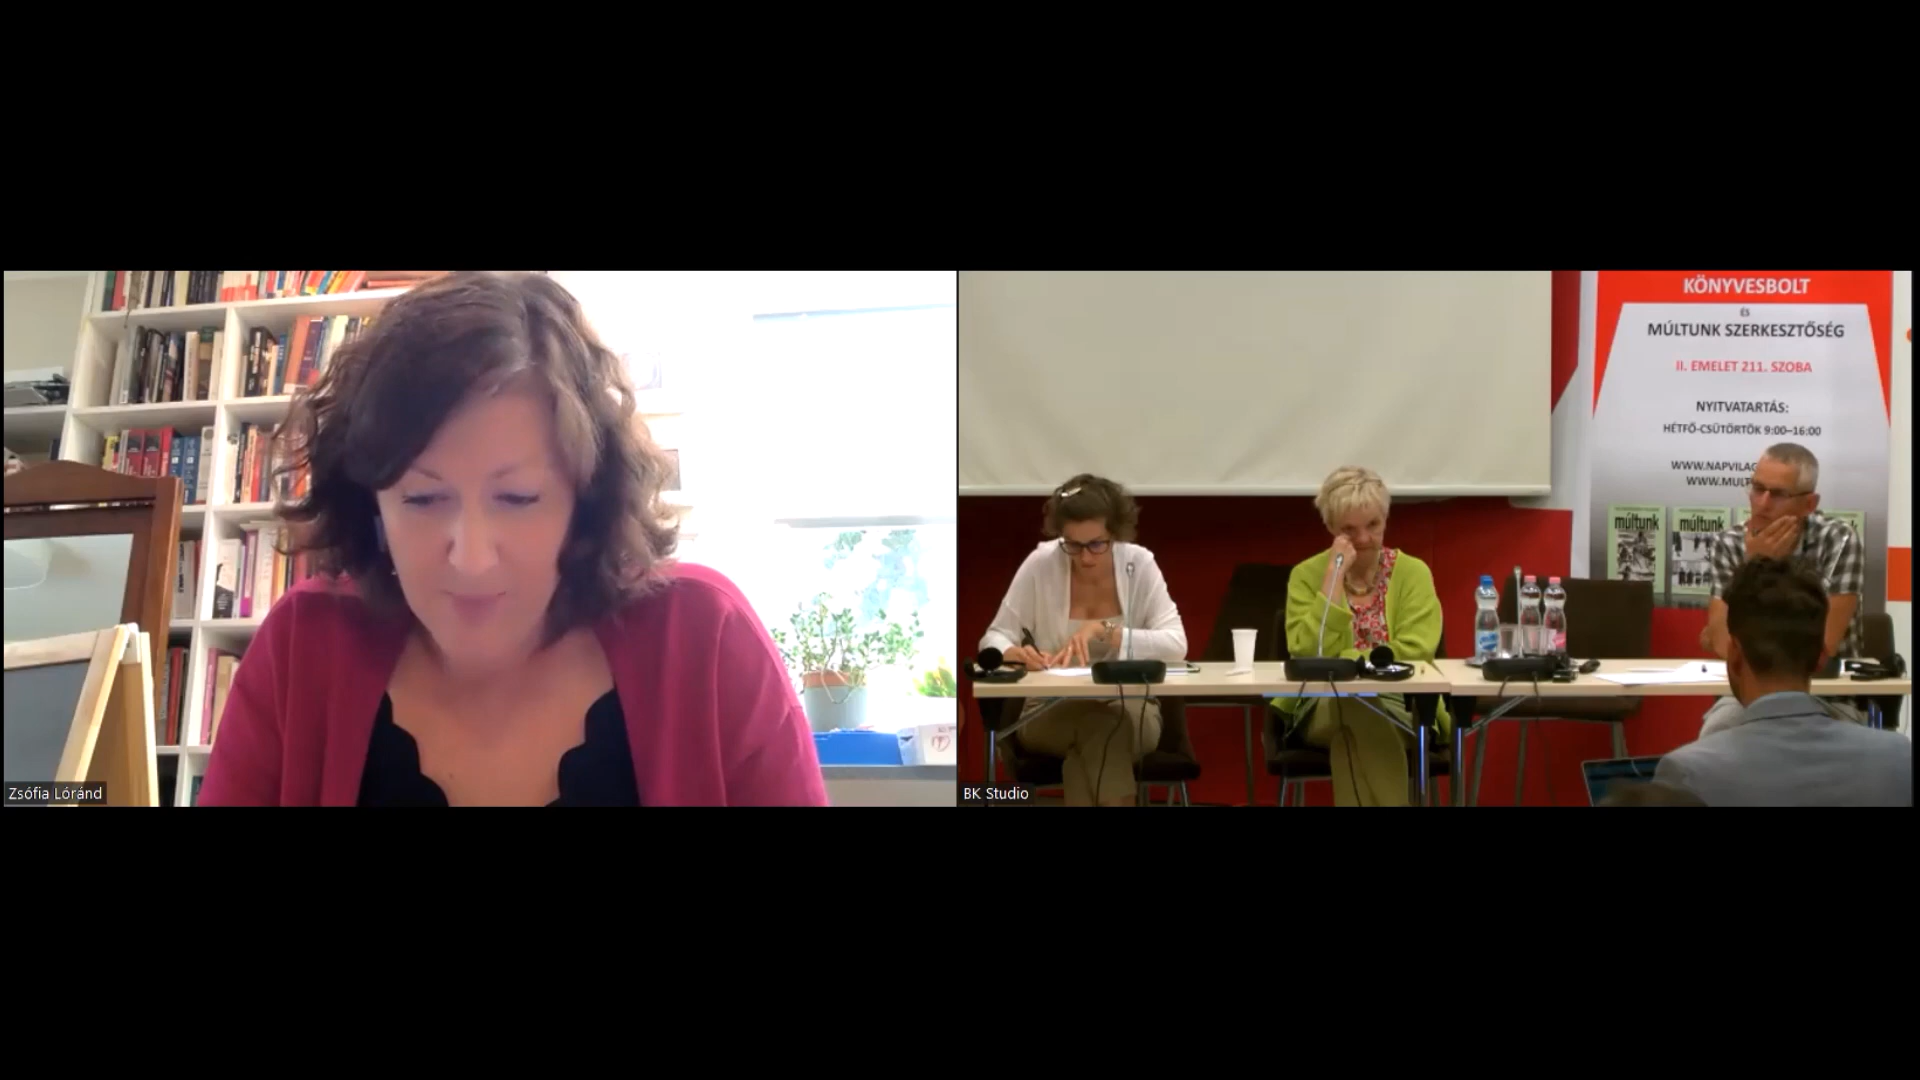 Zsófia Lóránd
KÖNYVESBOLT
ÉS
MÚLTUNK SZERKESZTŐSÉG
II. EMELET 211. SZOBA
NYITVATARTÁS:
HÉTFŐ-CSÜTÖRTÖK 9:00–16:00
múltunk múltunk
BK Studio